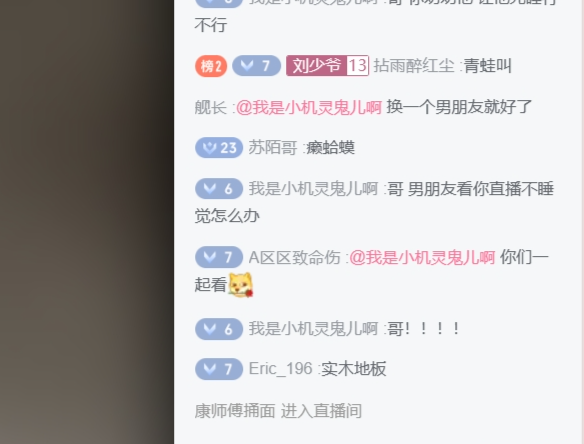 不行
榜2 7 刘少爷 13 拈雨醉红尘 :青蛙叫
舰长 :@我是小机灵鬼儿啊 换一个男朋友就好了
23 苏陌哥 :癞蛤蟆
6 我是小机灵鬼儿啊 :哥 男朋友看你直播不睡
觉怎么办
7 A区区致命伤 :@我是小机灵鬼儿啊 你们一
起看
6 我是小机灵鬼儿啊 :哥！！！！
7 Eric_196 :实木地板
康师傅捅面 进入直播间